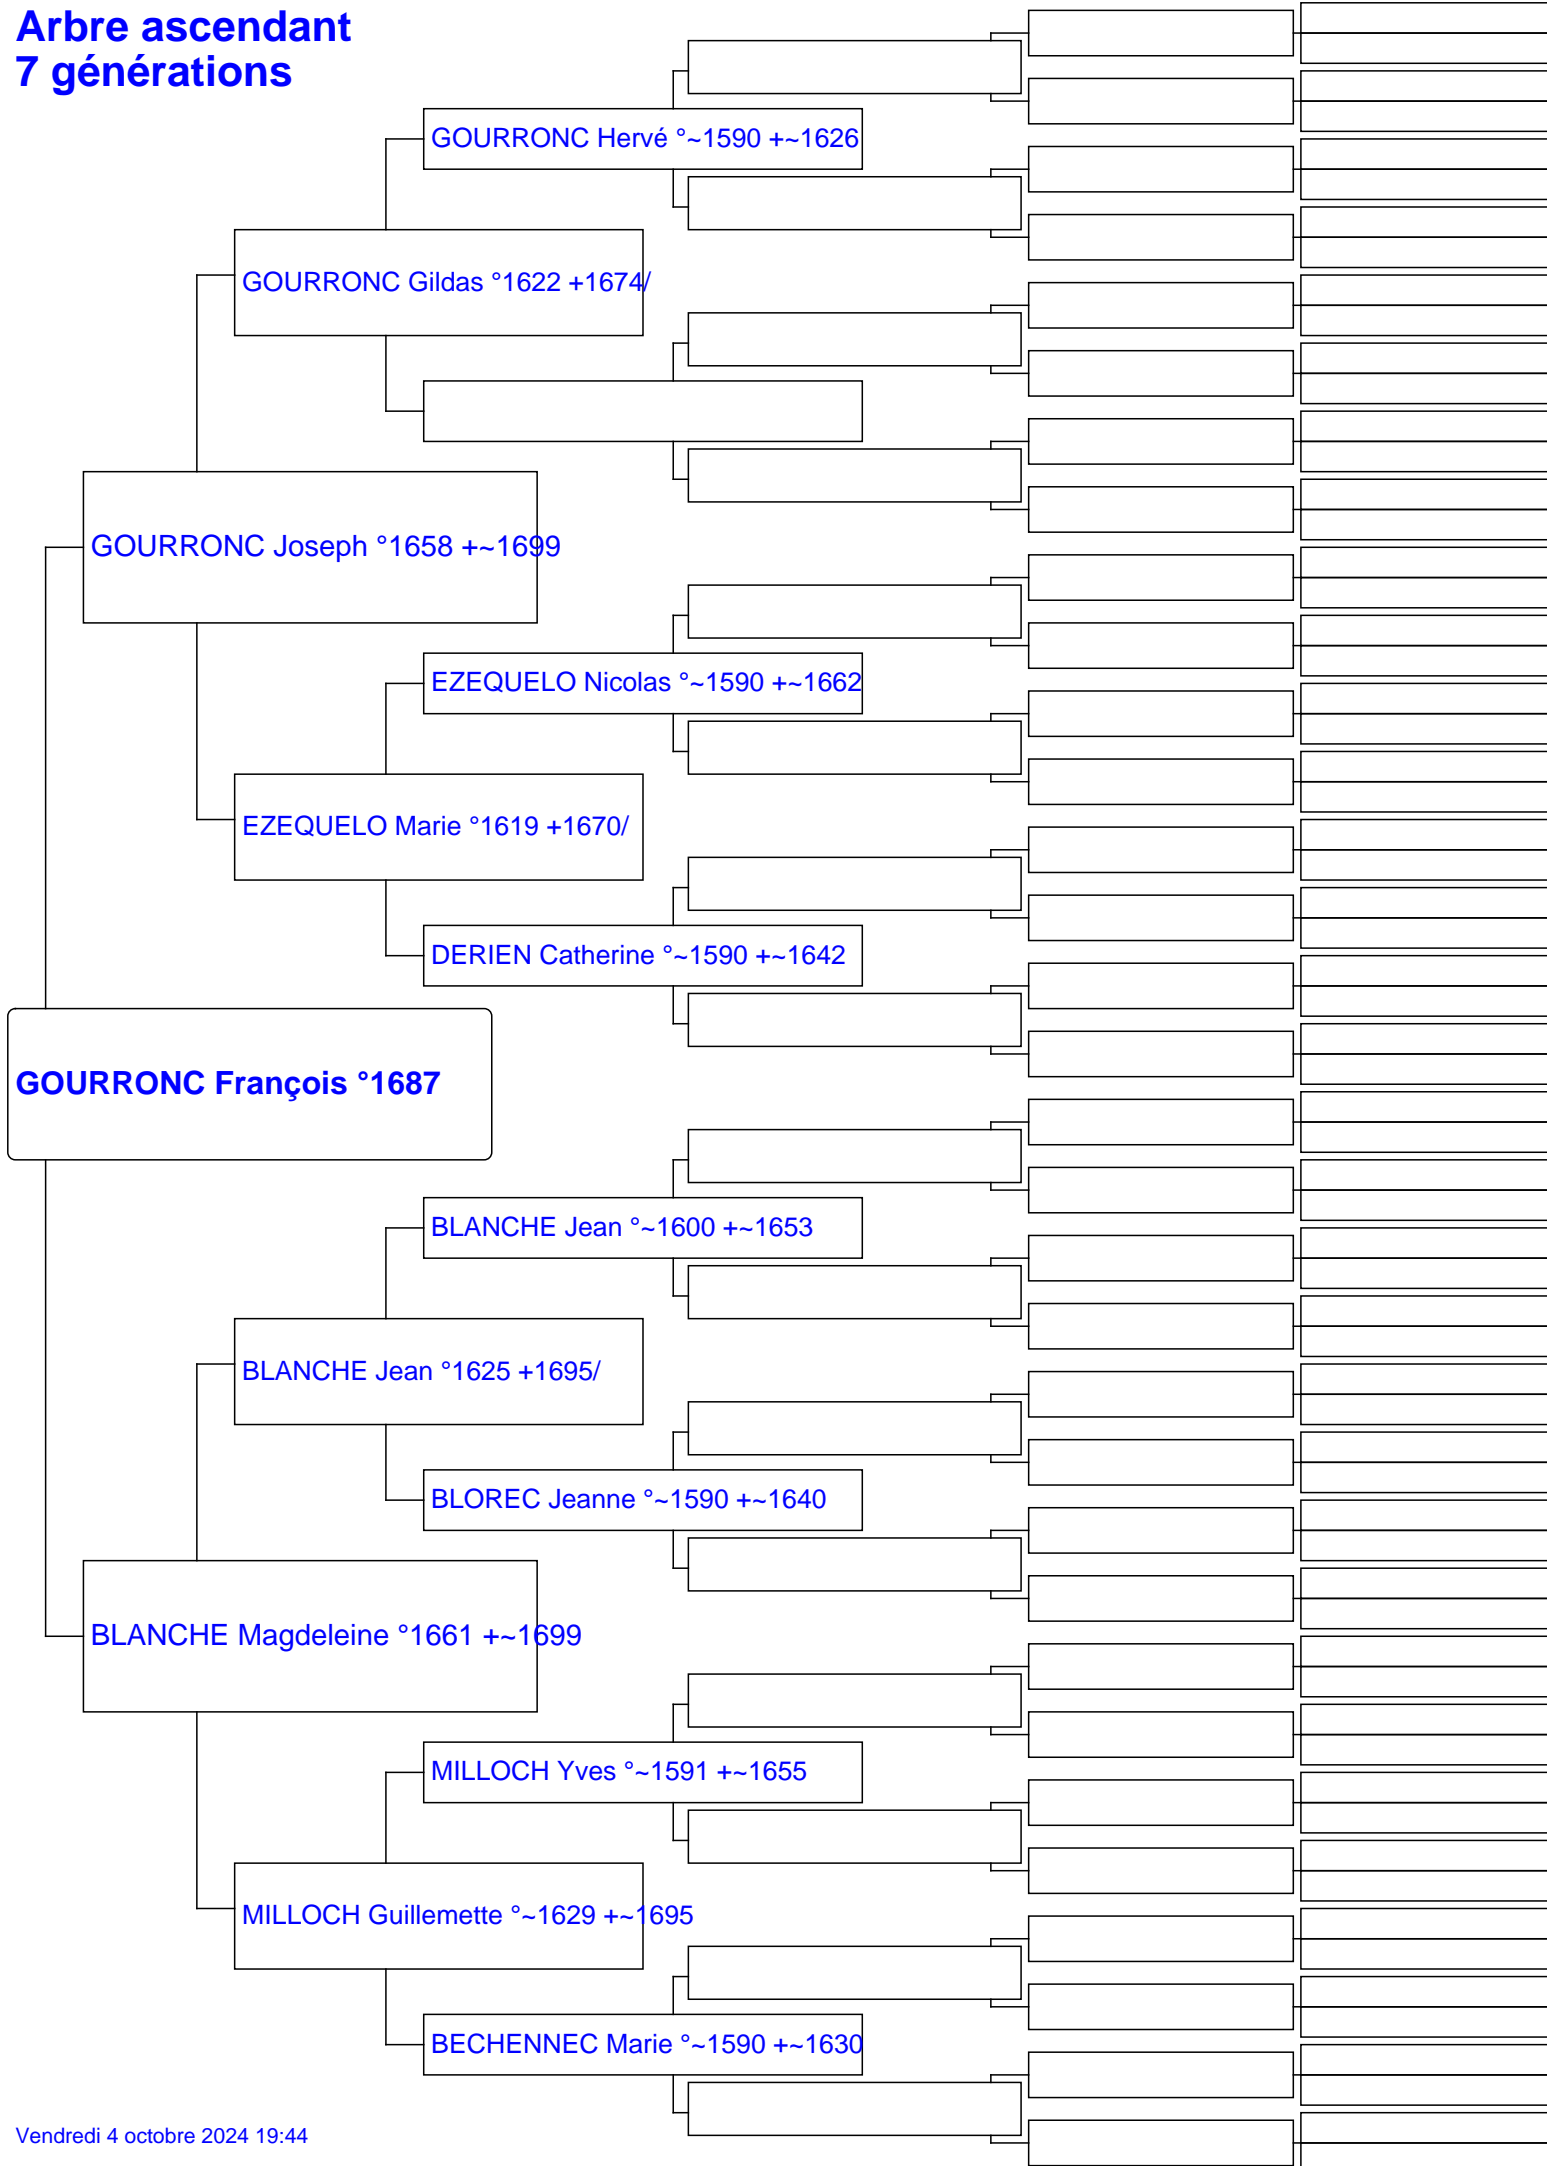 Arbre ascendant
7 générations
GOURRONC Hervé °~1590 +~1626
GOURRONC Gildas °1622 +1674/
GOURRONC Joseph °1658 +~1699
EZEQUELO Nicolas °~1590 +~1662
EZEQUELO Marie °1619 +1670/
DERIEN Catherine °~1590 +~1642
GOURRONC François °1687
BLANCHE Jean °~1600 +~1653
BLANCHE Jean °1625 +1695/
BLOREC Jeanne °~1590 +~1640
BLANCHE Magdeleine °1661 +~1699
MILLOCH Yves °~1591 +~1655
MILLOCH Guillemette °~1629 +~1695
BECHENNEC Marie °~1590 +~1630
Vendredi 4 octobre 2024 19:44